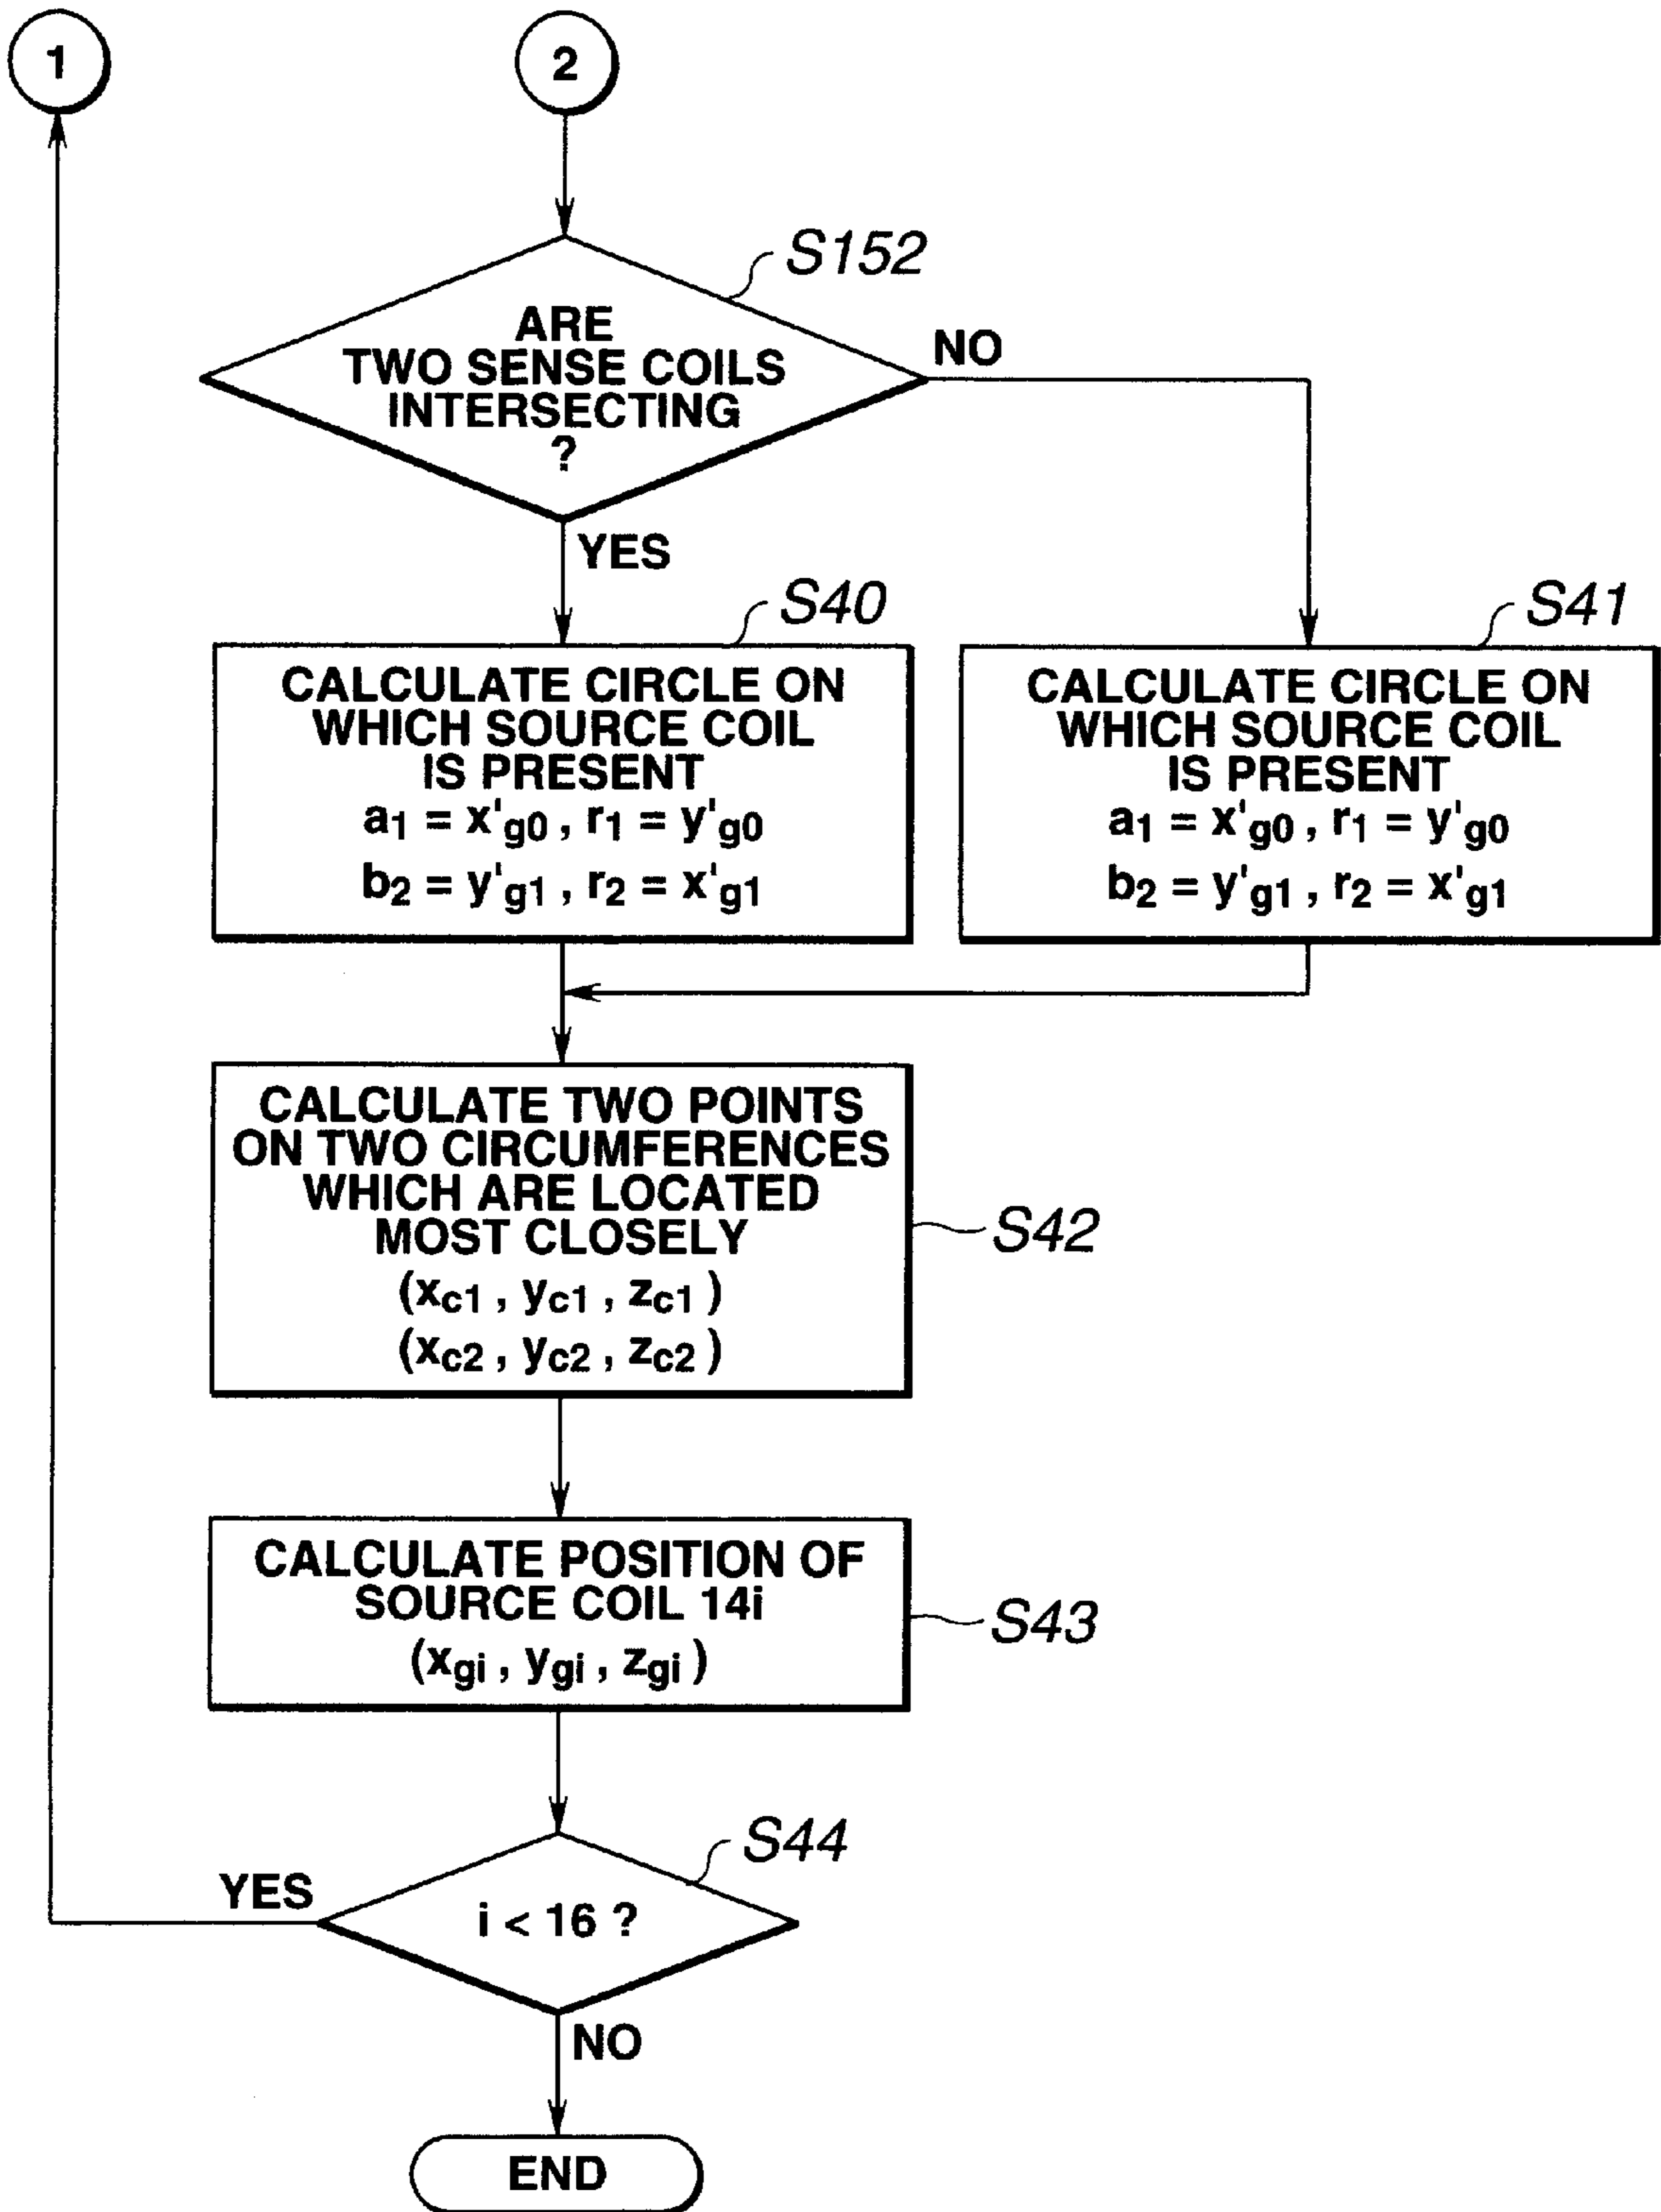 1
2
S152
ARE
TWO SENSE COILS
INTERSECTING
?
NO
YES
S40
CALCULATE CIRCLE ON
WHICH SOURCE COIL
IS PRESENT
a1 = x'g0 , r1 = y'g0
b2 = y'g1 , r2 = x'g1
S41
CALCULATE CIRCLE ON
WHICH SOURCE COIL
IS PRESENT
a1 = x'g0 , r1 = y'g0
b2 = y'g1 , r2 = x'g1
CALCULATE TWO POINTS
ON TWO CIRCUMFERENCES
WHICH ARE LOCATED
MOST CLOSELY
(xc1 , yc1 , zc1 )
(xc2 , yc2 , zc2 )
S42
CALCULATE POSITION OF
SOURCE COIL 14i
(xgi , ygi , zgi )
S43
S44
YES
i < 16 ?
NO
END